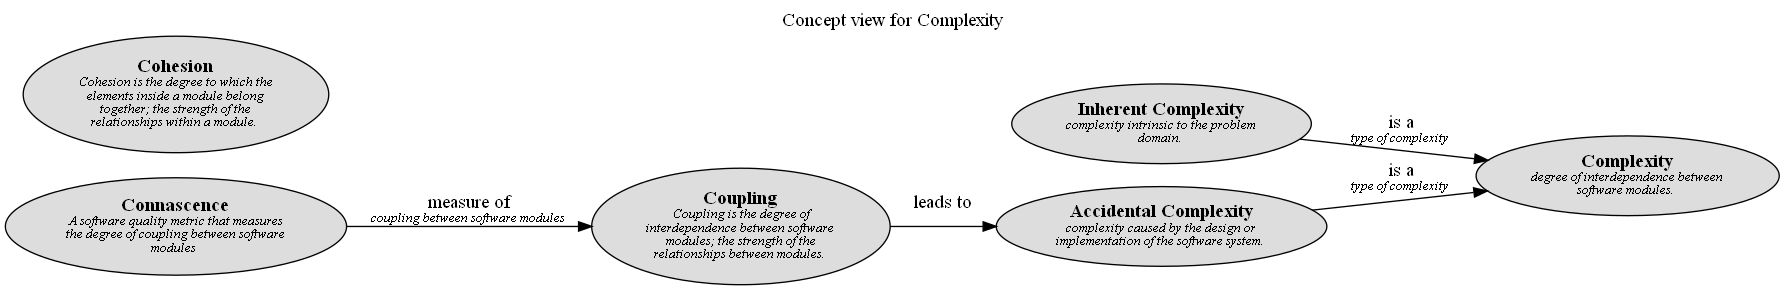 Concept view for Complexity
Cohesion
Cohesion is the degree to which the
elements inside a module belong
together; the strength of the
relationships within a module.
Connascence
A software quality metric that measures
the degree of coupling between software
modules
measure of
coupling between software modules
Coupling
Coupling is the degree of
interdependence between software
modules; the strength of the
relationships between modules.
leads to
Inherent Complexity
complexity intrinsic to the problem
domain.
Accidental Complexity
complexity caused by the design or
implementation of the software system.
is a
type of complexity
is a
type of complexity
Complexity
degree of interdependence between
software modules.